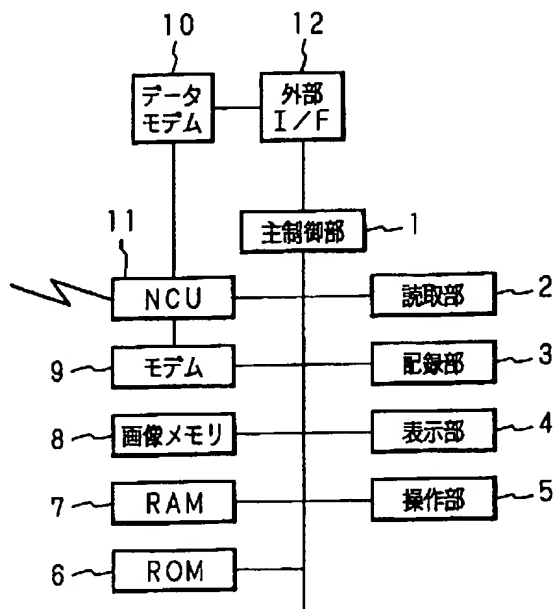 10
12
データ
モデム
外部
I/F
11
主制御部
1
NCU
読取部
2
9
モデム
記録部
3
8
画像メモリ
表示部
4
7
RAM
操作部
5
6
ROM